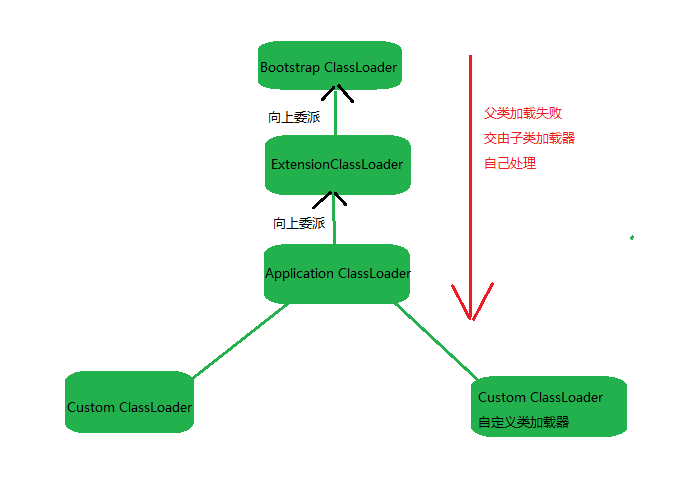 Bootstrap ClassLoader
向上委派
父类加载失败
交由子类加载器
自己处理
ExtensionClassLoader
向上委派
Application ClassLoader
Custom ClassLoader
Custom ClassLoader
自定义类加载器